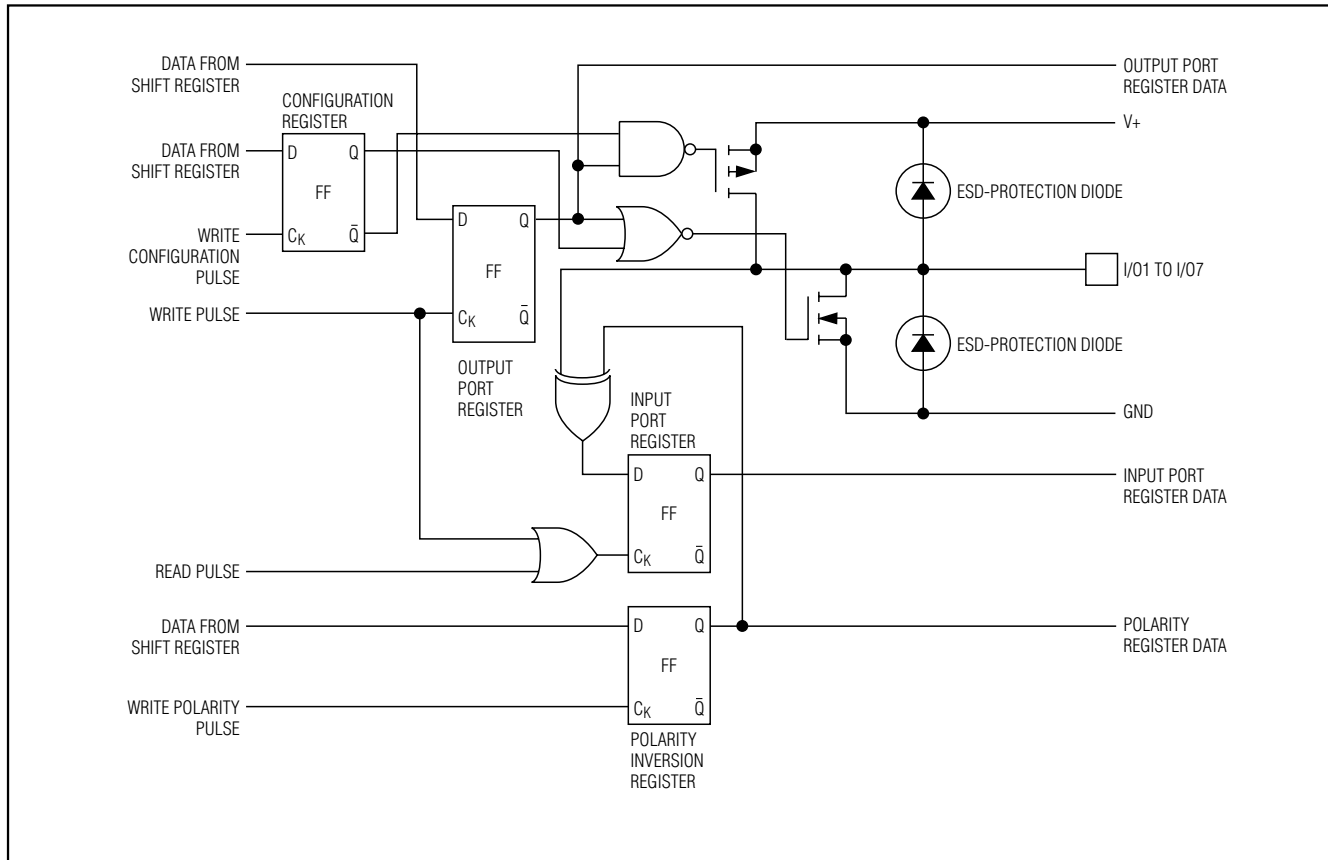 DATA FROM
SHIFT REGISTER
CONFIGURATION
REGISTER
DATA FROM
SHIFT REGISTER
D
Q
FF
CK
Q̄
WRITE
CONFIGURATION
PULSE
WRITE PULSE
D
Q
FF
CK
Q̄
OUTPUT
PORT
REGISTER
OUTPUT PORT
REGISTER DATA
V+
ESD-PROTECTION DIODE
I/O1 TO I/O7
ESD-PROTECTION DIODE
GND
INPUT
PORT
REGISTER
D
Q
FF
CK
Q̄
INPUT PORT
REGISTER DATA
READ PULSE
DATA FROM
SHIFT REGISTER
D
Q
FF
CK
Q̄
POLARITY
REGISTER DATA
WRITE POLARITY
PULSE
POLARITY
INVERSION
REGISTER